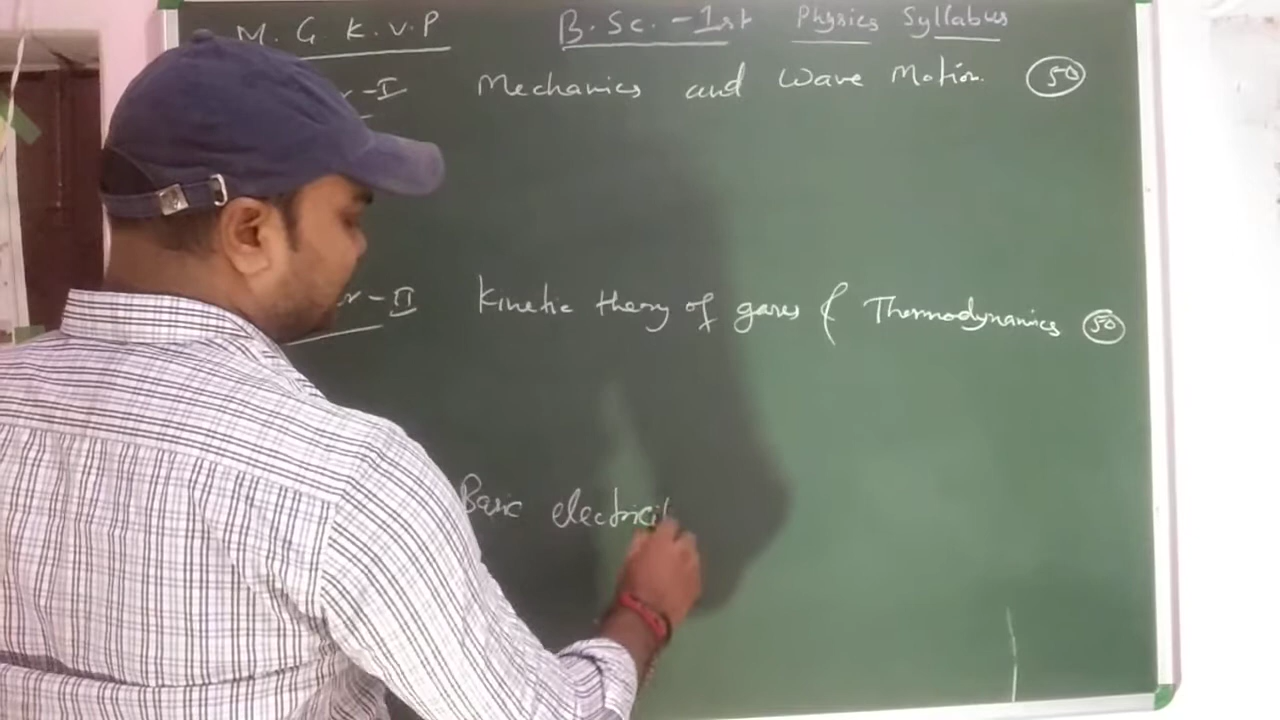 M. G. K. V. P B. Sc. - 1st Physics Syllabus
r - I Mechanics and Wave Motion. 50
r - II Kinetic theory of gases & Thermodynamics 50
Basic electricit